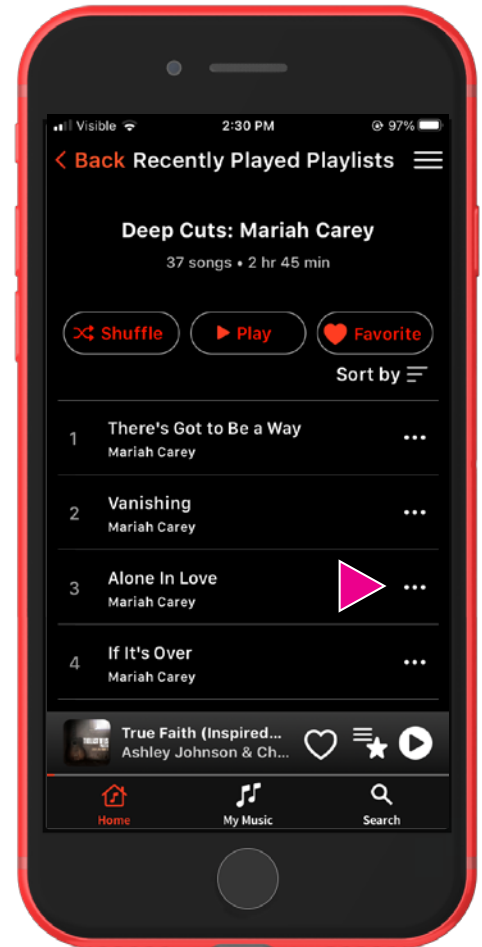 Visible 2:30 PM 97%
Back Recently Played Playlists
Deep Cuts: Mariah Carey
37 songs • 2 hr 45 min
Shuffle Play Favorite
Sort by
1 There's Got to Be a Way
Mariah Carey
2 Vanishing
Mariah Carey
3 Alone In Love
Mariah Carey
4 If It's Over
Mariah Carey
True Faith (Inspired...
Ashley Johnson & Ch...
Home My Music Search